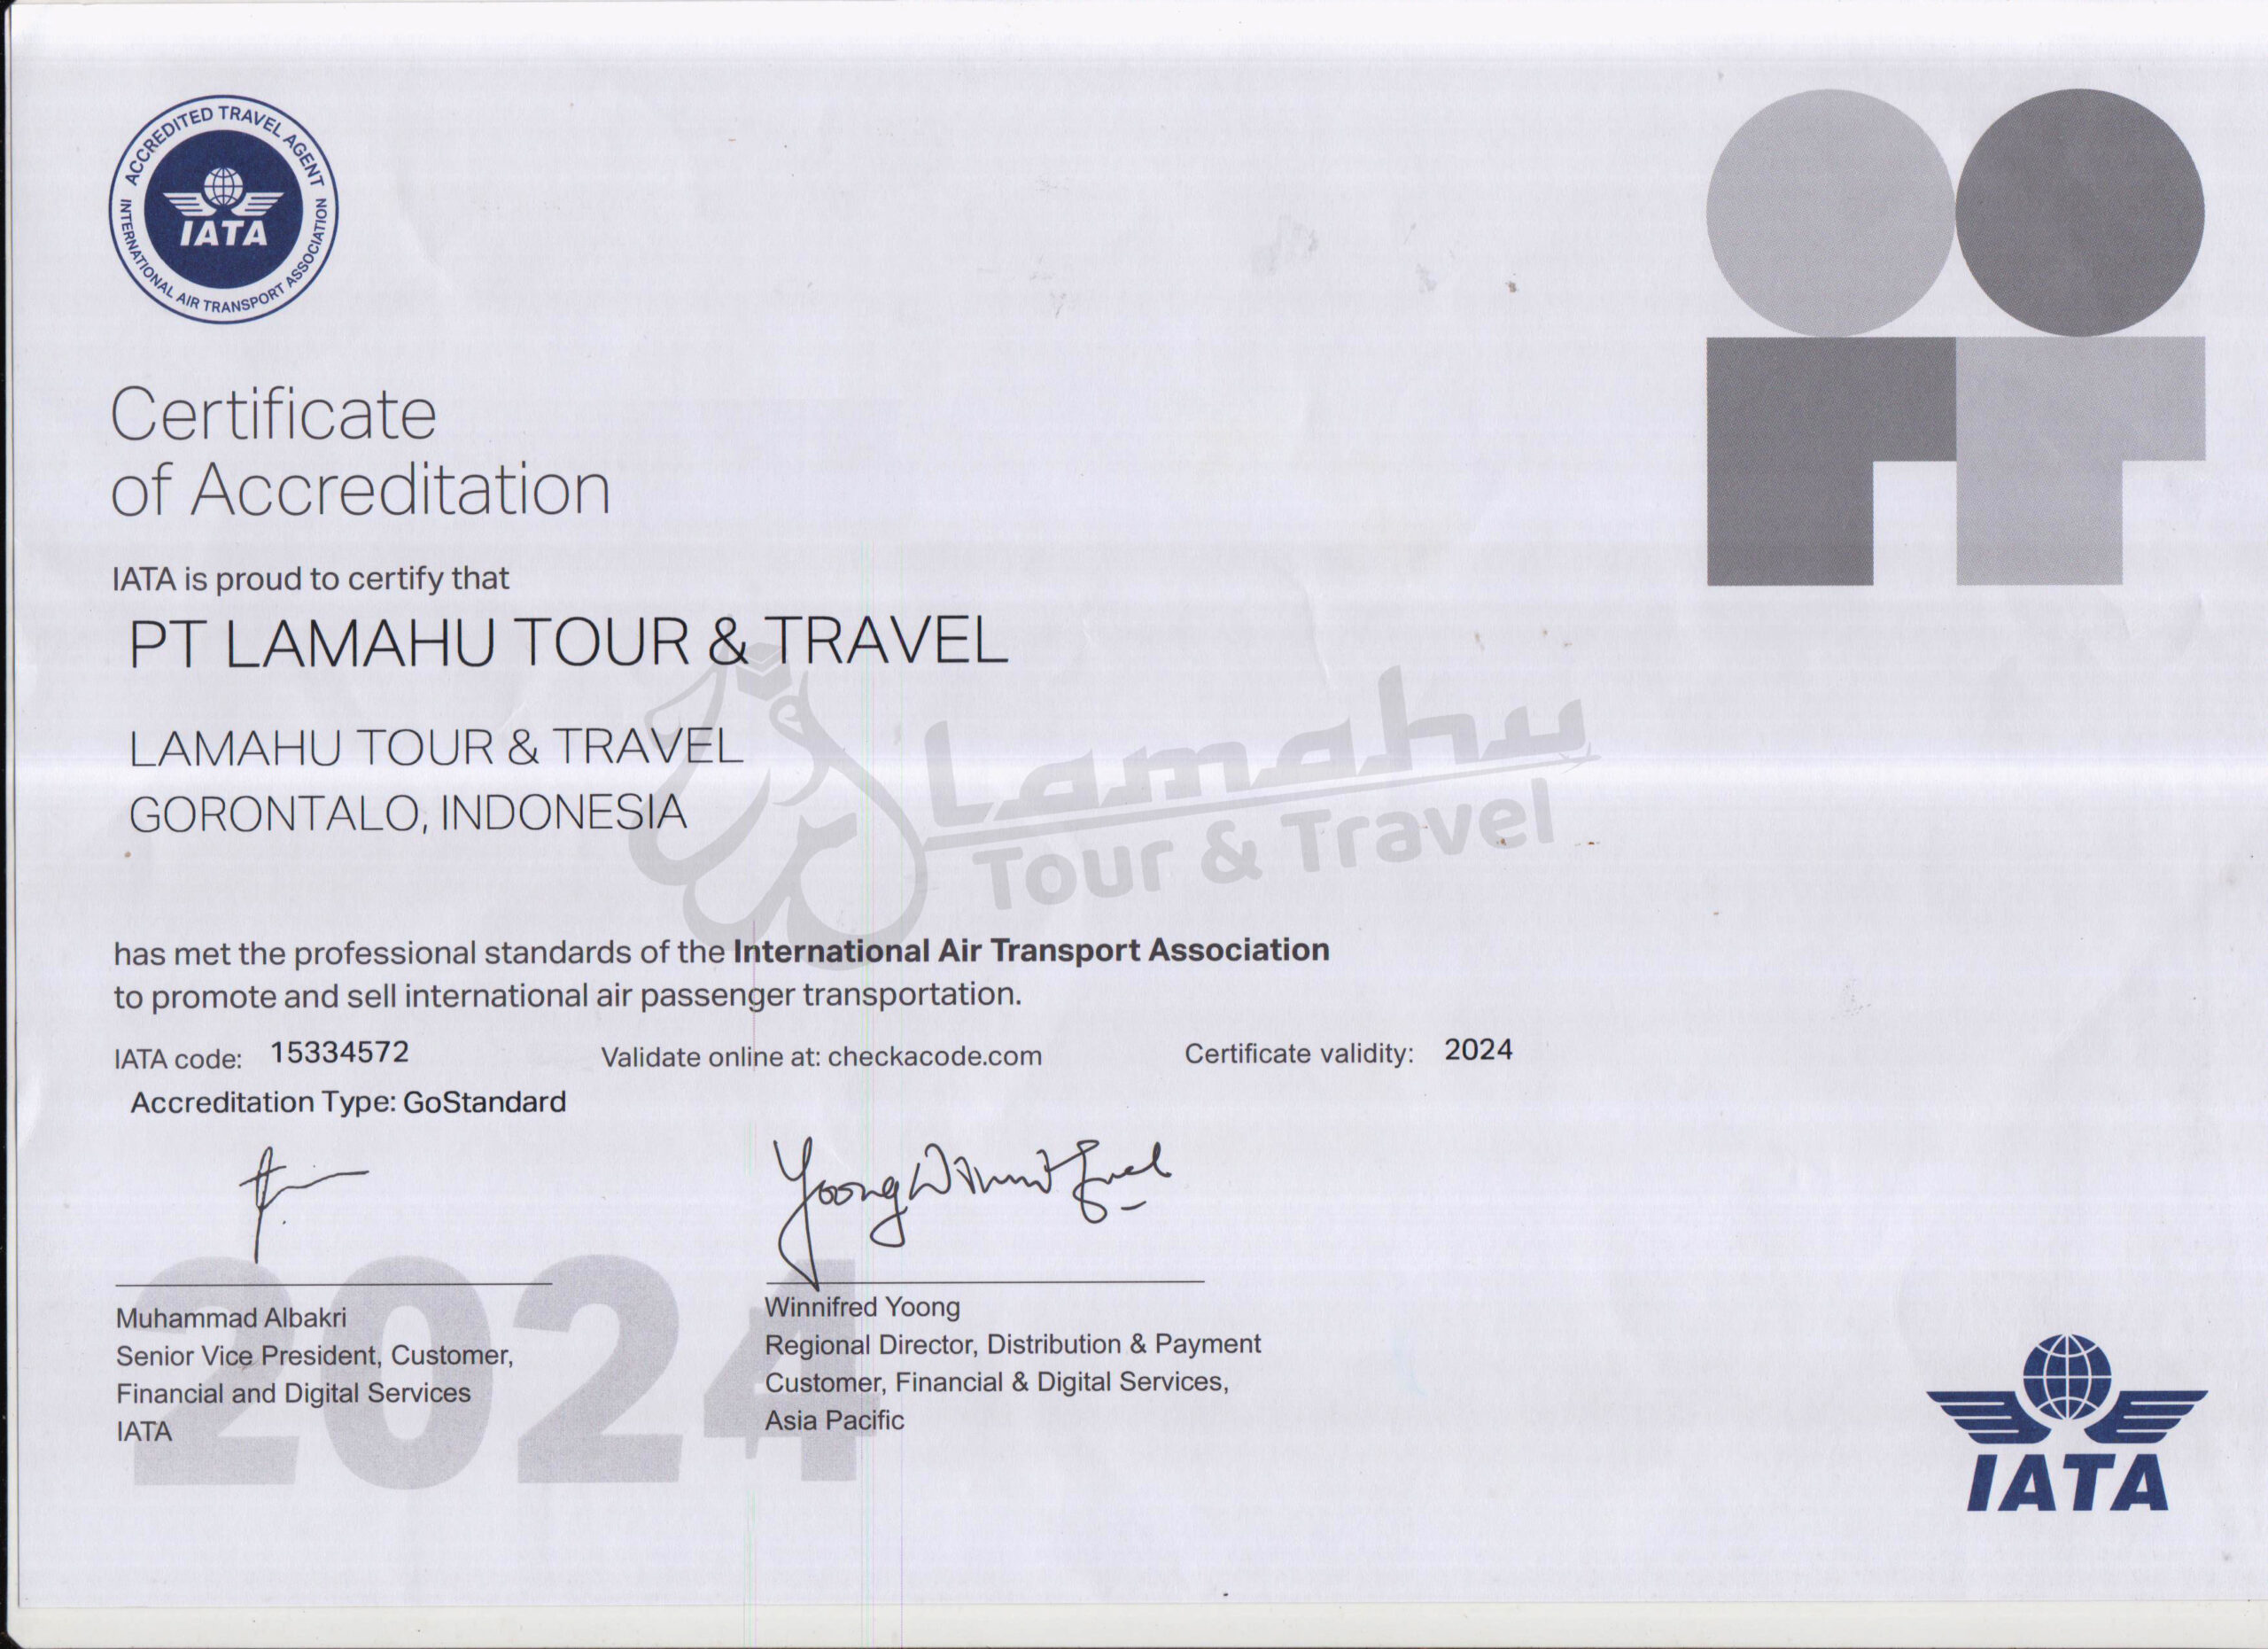 ACCREDITED TRAVEL AGENT
INTERNATIONAL AIR TRANSPORT ASSOCIATION
IATA
Certificate
of Accreditation
IATA is proud to certify that
PT LAMAHU TOUR & TRAVEL
LAMAHU TOUR & TRAVEL
GORONTALO, INDONESIA
Lamahu
Tour & Travel
has met the professional standards of the International Air Transport Association
to promote and sell international air passenger transportation.
IATA code: 15334572 Validate online at: checkacode.com Certificate validity: 2024
Accreditation Type: GoStandard
2024
Muhammad Albakri
Senior Vice President, Customer,
Financial and Digital Services
IATA
Winnifred Yoong
Regional Director, Distribution & Payment
Customer, Financial & Digital Services,
Asia Pacific
IATA